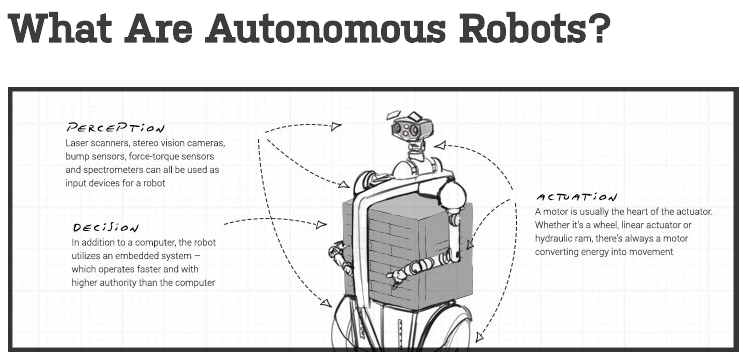 What Are Autonomous Robots?
PERCEPTION
Laser scanners, stereo vision cameras,
bump sensors, force-torque sensors
and spectrometers can all be used as
input devices for a robot
DECISION
In addition to a computer, the robot
utilizes an embedded system –
which operates faster and with
higher authority than the computer
ACTUATION
A motor is usually the heart of the actuator.
Whether it's a wheel, linear actuator or
hydraulic ram, there's always a motor
converting energy into movement